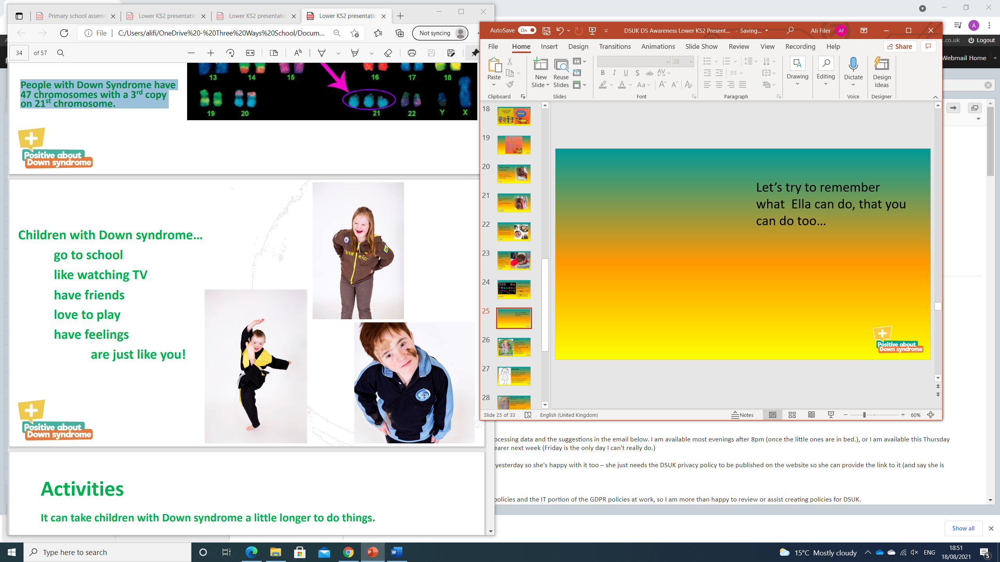 Primary school assemb
Lower KS2 presentatio
Lower KS2 presentatio
Lower KS2 presentatio
File
C:/Users/alifi/OneDrive%20-%20Three%20Ways%20School/Docum...
Not syncing
34
of 57
People with Down Syndrome have
47 chromosomes with a 3rd copy
on 21st chromosome.
13 14 15 16 17 18
19 20 21 22 Y X
Positive about
Down syndrome
Children with Down syndrome...
go to school
like watching TV
have friends
love to play
have feelings
are just like you!
Brownies
NLS
Positive about
Down syndrome
Activities
It can take children with Down syndrome a little longer to do things.
AutoSave On
DSUK DS Awareness Lower KS2 Present... - Saving...
Ali Filer
AF
File Home Insert Design Transitions Animations Slide Show Review View Recording Help
Share
Paste
New
Slide
Reuse
Slides
28
Drawing
Editing
Dictate
Design
Ideas
Clipboard
Slides
Font
Paragraph
Voice
Designer
18
19
20
21
22
23
24
25
26
27
28
Let’s try to remember
what  Ella can do, that you
can do too...
Positive about
Down syndrome
Slide 25 of 33
English (United Kingdom)
Notes
60%
A
.co.uk
Logout
Webmail Home
ocessing data and the suggestions in the email below. I am available most evenings after 8pm (once the little ones are in bed.), or I am available this Thursday
earer next week (Friday is the only day I can't really do.)
yesterday so she's happy with it too – she just needs the DSUK privacy policy to be published on the website so she can provide the link to it (and say she is
policies and the IT portion of the GDPR policies at work, so I am more than happy to review or assist creating policies for DSUK.
Show all
Type here to search
15°C Mostly cloudy
ENG
18:51
18/08/2021
5